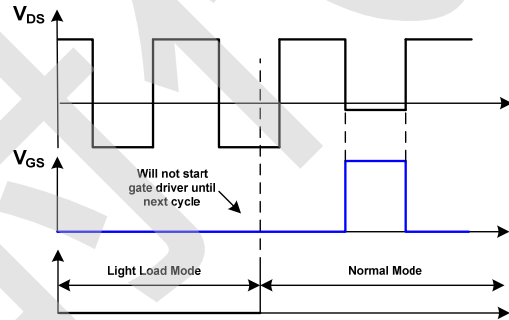 VDS
VGS
Will not start
gate driver until
next cycle
Light Load Mode
Normal Mode